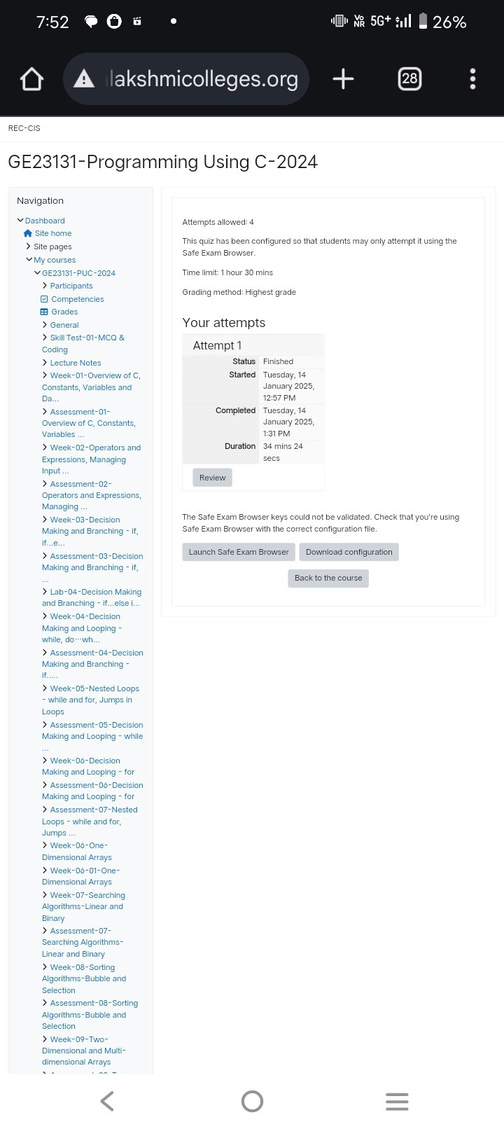 7:52
Vo
NR 5G+ 26%
lakshmicolleges.org
28
REC-CIS
GE23131-Programming Using C-2024
Navigation
Dashboard
Site home
Site pages
My courses
GE23131-PUC-2024
Participants
Competencies
Grades
General
Skill Test-01-MCQ &
Coding
Lecture Notes
Week-01-Overview of C,
Constants, Variables and
Da...
Assessment-01-
Overview of C, Constants,
Variables ...
Week-02-Operators and
Expressions, Managing
Input ...
Assessment-02-
Operators and Expressions,
Managing ...
Week-03-Decision
Making and Branching - if,
if...e...
Assessment-03-Decision
Making and Branching - if,
...
Lab-04-Decision Making
and Branching - if...else i...
Week-04-Decision
Making and Looping -
while, do...wh...
Assessment-04-Decision
Making and Branching -
if.....
Week-05-Nested Loops
- while and for, Jumps in
Loops
Assessment-05-Decision
Making and Looping - while
...
Week-06-Decision
Making and Looping - for
Assessment-06-Decision
Making and Looping - for
Assessment-07-Nested
Loops - while and for,
Jumps ...
Week-06-One-
Dimensional Arrays
Week-06-01-One-
Dimensional Arrays
Week-07-Searching
Algorithms-Linear and
Binary
Assessment-07-
Searching Algorithms-
Linear and Binary
Week-08-Sorting
Algorithms-Bubble and
Selection
Assessment-08-Sorting
Algorithms-Bubble and
Selection
Week-09-Two-
Dimensional and Multi-
dimensional Arrays
Attempts allowed: 4
This quiz has been configured so that students may only attempt it using the
Safe Exam Browser.
Time limit: 1 hour 30 mins
Grading method: Highest grade
Your attempts
Attempt 1
Status Finished
Started Tuesday, 14
January 2025,
12:57 PM
Completed Tuesday, 14
January 2025,
1:31 PM
Duration 34 mins 24
secs
Review
The Safe Exam Browser keys could not be validated. Check that you're using
Safe Exam Browser with the correct configuration file.
Launch Safe Exam Browser Download configuration
Back to the course